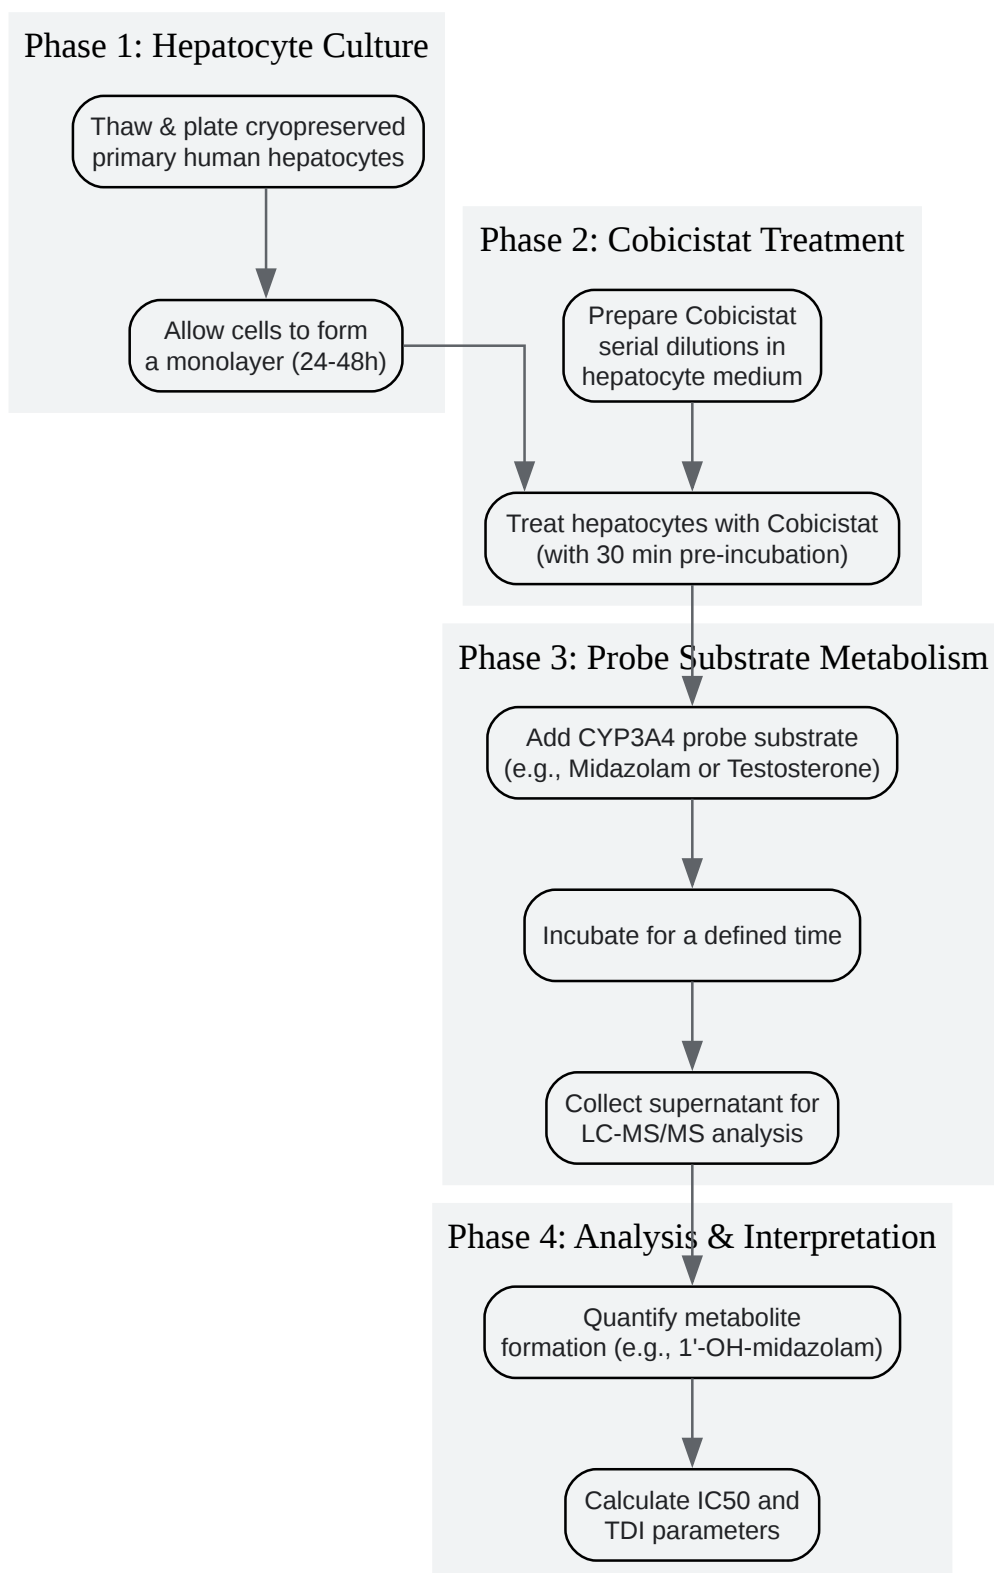 Phase 1: Hepatocyte Culture
Thaw & plate cryopreserved
primary human hepatocytes
Allow cells to form
a monolayer (24-48h)
Phase 2: Cobicistat Treatment
Prepare Cobicistat
serial dilutions in
hepatocyte medium
Treat hepatocytes with Cobicistat
(with 30 min pre-incubation)
Phase 3: Probe Substrate Metabolism
Add CYP3A4 probe substrate
(e.g., Midazolam or Testosterone)
Incubate for a defined time
Collect supernatant for
LC-MS/MS analysis
Phase 4: Analysis & Interpretation
Quantify metabolite
formation (e.g., 1'-OH-midazolam)
Calculate IC50 and
TDI parameters